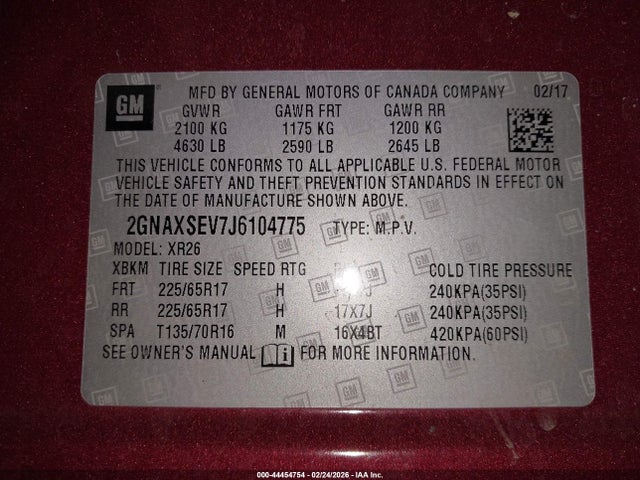 GM
MFD BY GENERAL MOTORS OF CANADA COMPANY 02/17
GVWR GAWR FRT GAWR RR
2100 KG 1175 KG 1200 KG
4630 LB 2590 LB 2645 LB
THIS VEHICLE CONFORMS TO ALL APPLICABLE U.S. FEDERAL MOTOR
VEHICLE SAFETY AND THEFT PREVENTION STANDARDS IN EFFECT ON
THE DATE OF MANUFACTURE SHOWN ABOVE.
2GNAXSEV7J6104775 TYPE: M.P.V.
MODEL: XR26
XBKM TIRE SIZE SPEED RTG COLD TIRE PRESSURE
FRT 225/65R17 H 240KPA(35PSI)
RR 225/65R17 H 17X7J 240KPA(35PSI)
SPA T135/70R16 M 16X4BT 420KPA(60PSI)
SEE OWNER'S MANUAL FOR MORE INFORMATION.
000-44454754 - 02/24/2026 - IAA Inc.